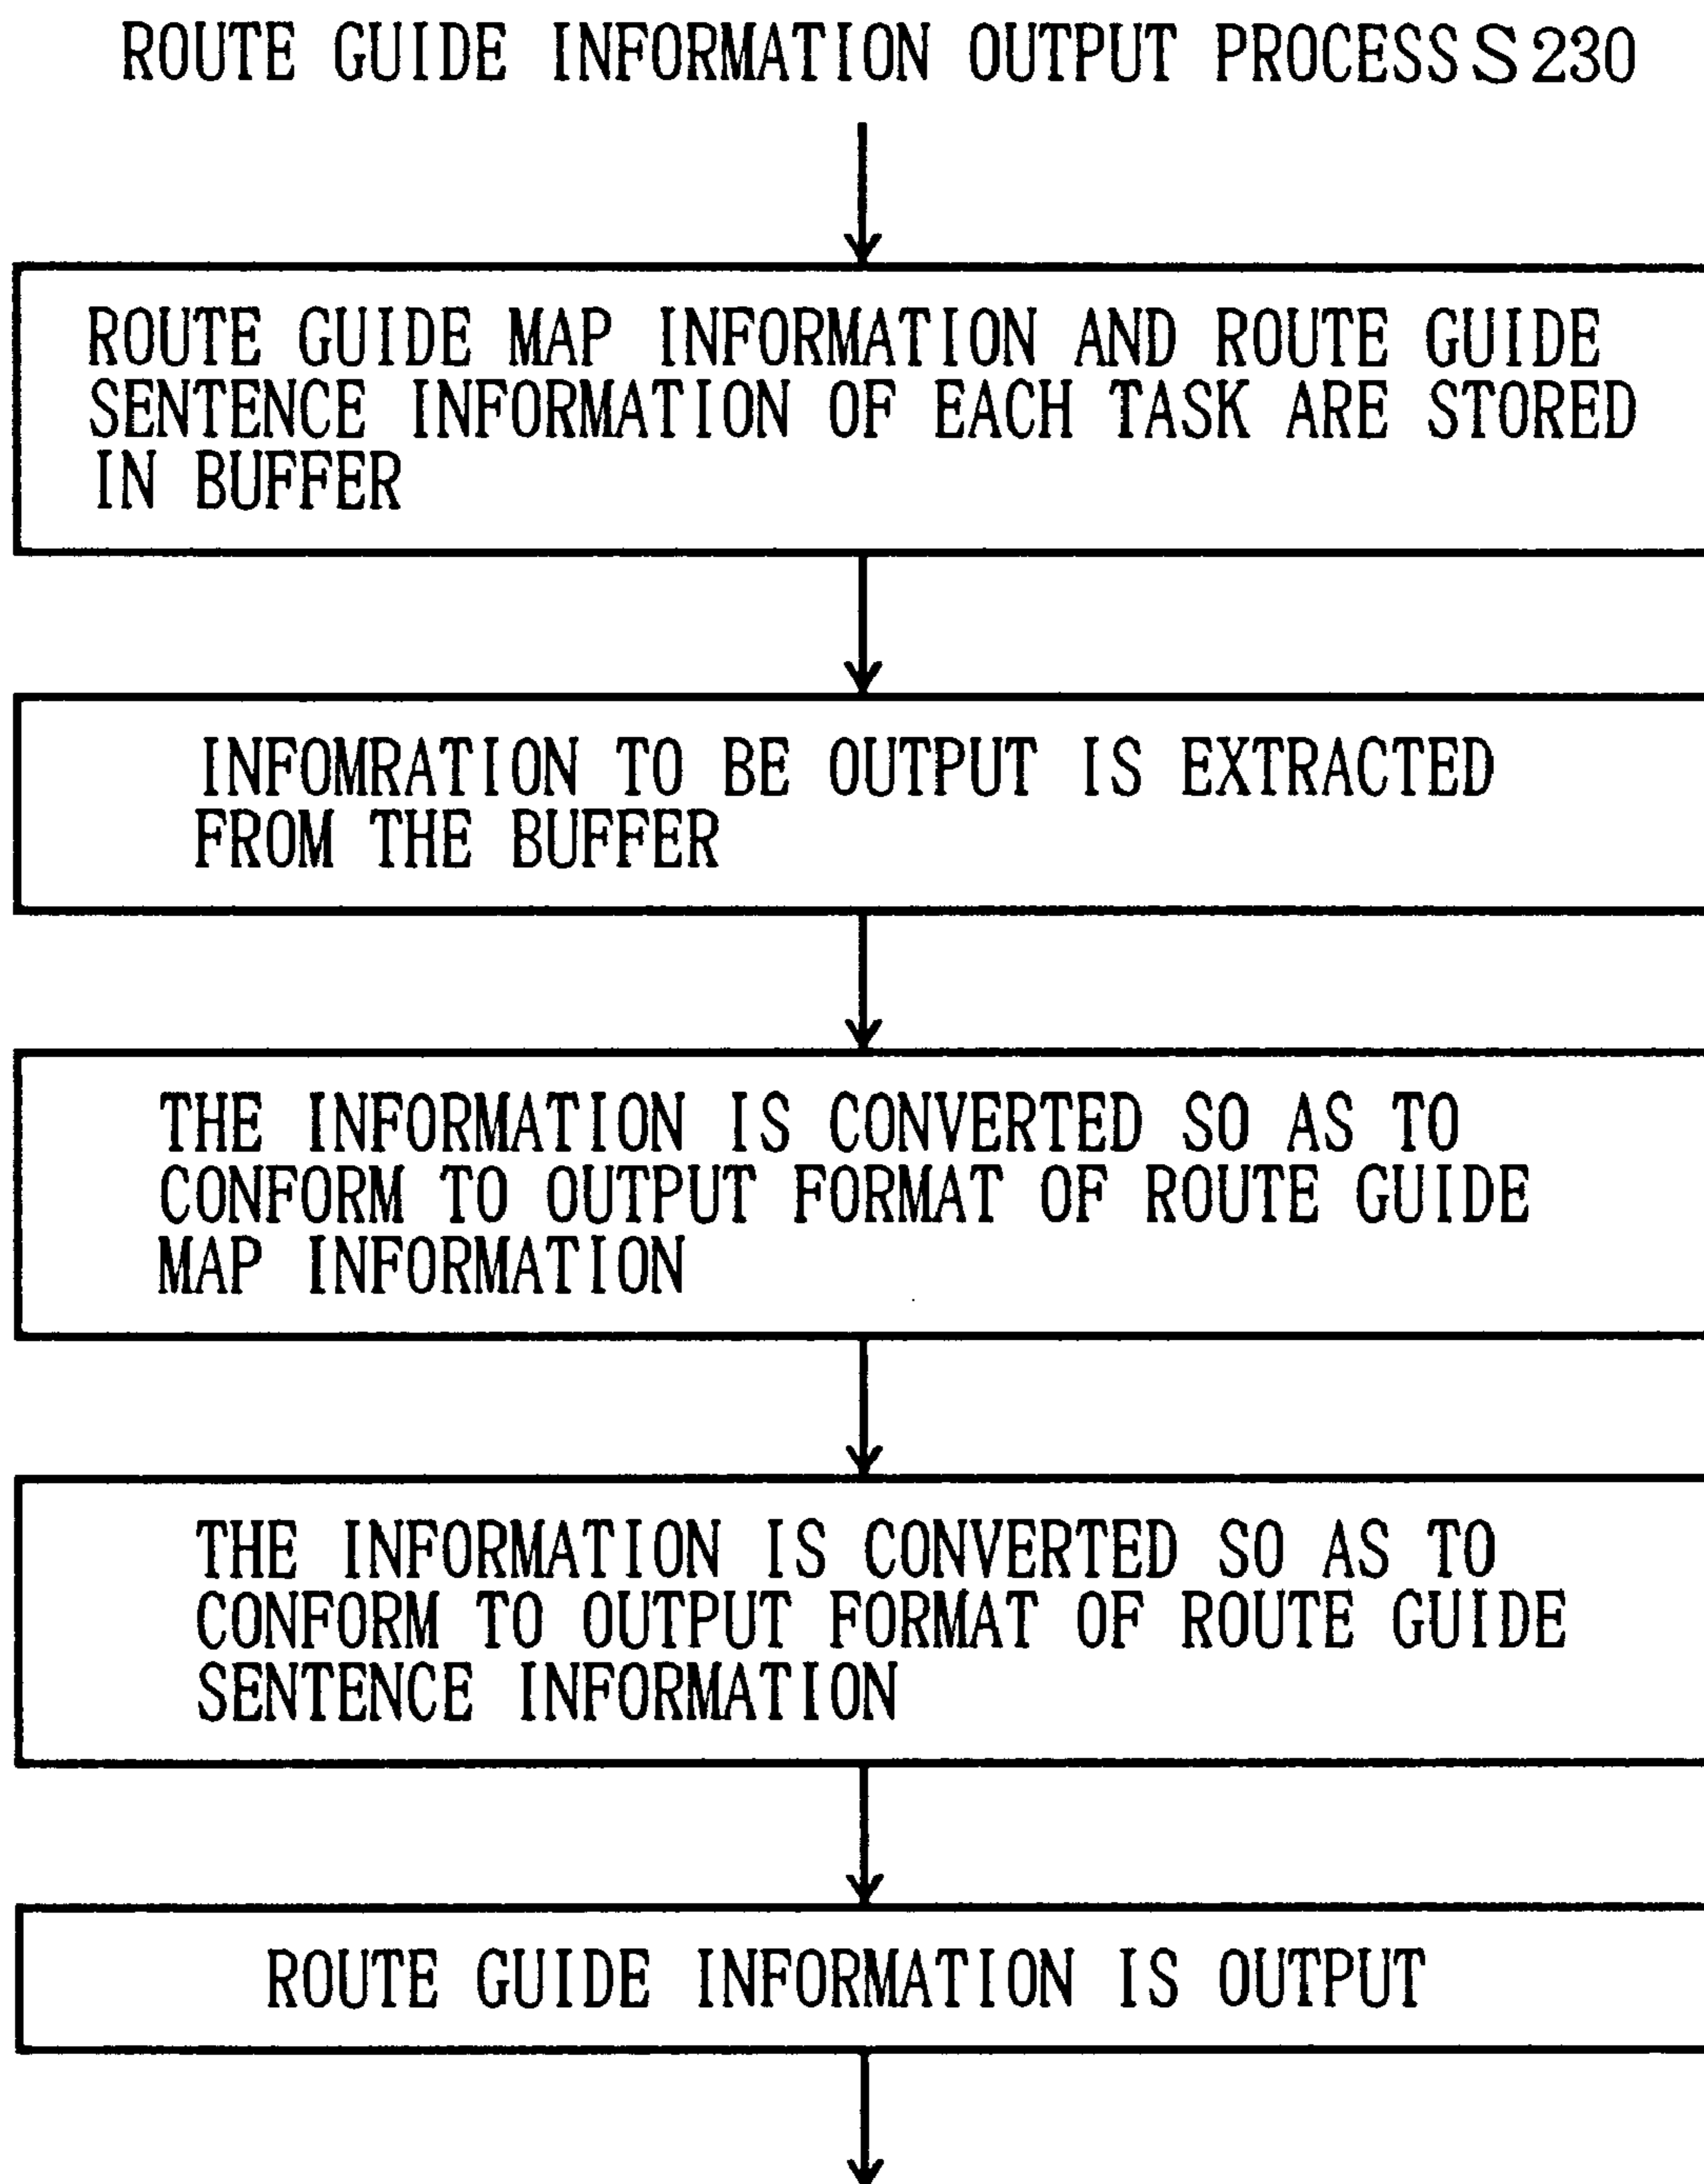 ROUTE GUIDE INFORMATION OUTPUT PROCESS S230
ROUTE GUIDE MAP INFORMATION AND ROUTE GUIDE
SENTENCE INFORMATION OF EACH TASK ARE STORED
IN BUFFER
INFOMRATION TO BE OUTPUT IS EXTRACTED
FROM THE BUFFER
THE INFORMATION IS CONVERTED SO AS TO
CONFORM TO OUTPUT FORMAT OF ROUTE GUIDE
MAP INFORMATION
THE INFORMATION IS CONVERTED SO AS TO
CONFORM TO OUTPUT FORMAT OF ROUTE GUIDE
SENTENCE INFORMATION
ROUTE GUIDE INFORMATION IS OUTPUT